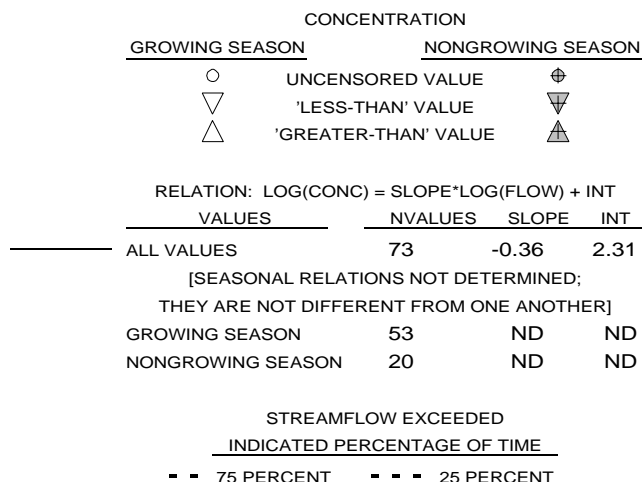 CONCENTRATION
GROWING SEASON NONGROWING SEASON
UNCENSORED VALUE
'LESS-THAN' VALUE
'GREATER-THAN' VALUE
RELATION: LOG(CONC) = SLOPE*LOG(FLOW) + INT
VALUES NVALUES SLOPE INT
ALL VALUES 73 -0.36 2.31
[SEASONAL RELATIONS NOT DETERMINED;
THEY ARE NOT DIFFERENT FROM ONE ANOTHER]
GROWING SEASON 53 ND ND
NONGROWING SEASON 20 ND ND
STREAMFLOW EXCEEDED
INDICATED PERCENTAGE OF TIME
75 PERCENT 25 PERCENT